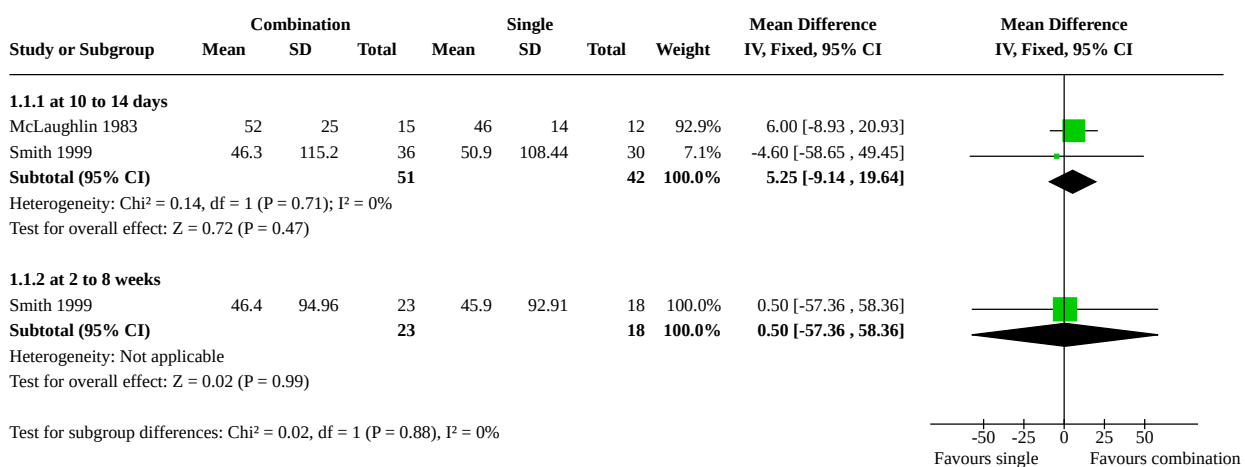 Combination Single Mean Difference Mean Difference
Study or Subgroup Mean SD Total Mean SD Total Weight IV, Fixed, 95% CI IV, Fixed, 95% CI
1.1.1 at 10 to 14 days
McLaughlin 1983 52 25 15 46 14 12 92.9% 6.00 [-8.93 , 20.93]
Smith 1999 46.3 115.2 36 50.9 108.44 30 7.1% -4.60 [-58.65 , 49.45]
Subtotal (95% CI) 51 42 100.0% 5.25 [-9.14 , 19.64]
Heterogeneity: Chi² = 0.14, df = 1 (P = 0.71); I² = 0%
Test for overall effect: Z = 0.72 (P = 0.47)
1.1.2 at 2 to 8 weeks
Smith 1999 46.4 94.96 23 45.9 92.91 18 100.0% 0.50 [-57.36 , 58.36]
Subtotal (95% CI) 23 18 100.0% 0.50 [-57.36 , 58.36]
Heterogeneity: Not applicable
Test for overall effect: Z = 0.02 (P = 0.99)
Test for subgroup differences: Chi² = 0.02, df = 1 (P = 0.88), I² = 0%
-50 -25 0 25 50
Favours single Favours combination